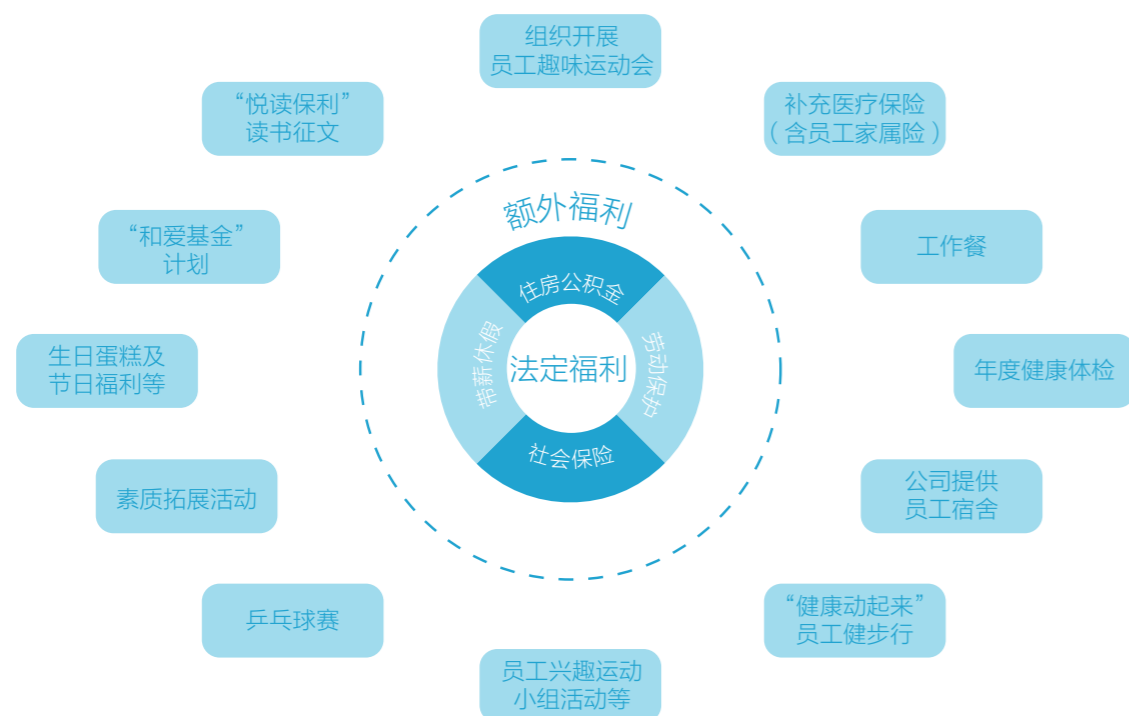 组织开展
员工趣味运动会
“悦读保利”
读书征文
补充医疗保险
（含员工家属险）
额外福利
“和爱基金”
计划
工作餐
住房公积金
带薪休假
法定福利
劳动保护
社会保险
生日蛋糕及
节日福利等
年度健康体检
素质拓展活动
公司提供
员工宿舍
乒乓球赛
“健康动起来”
员工健步行
员工兴趣运动
小组活动等